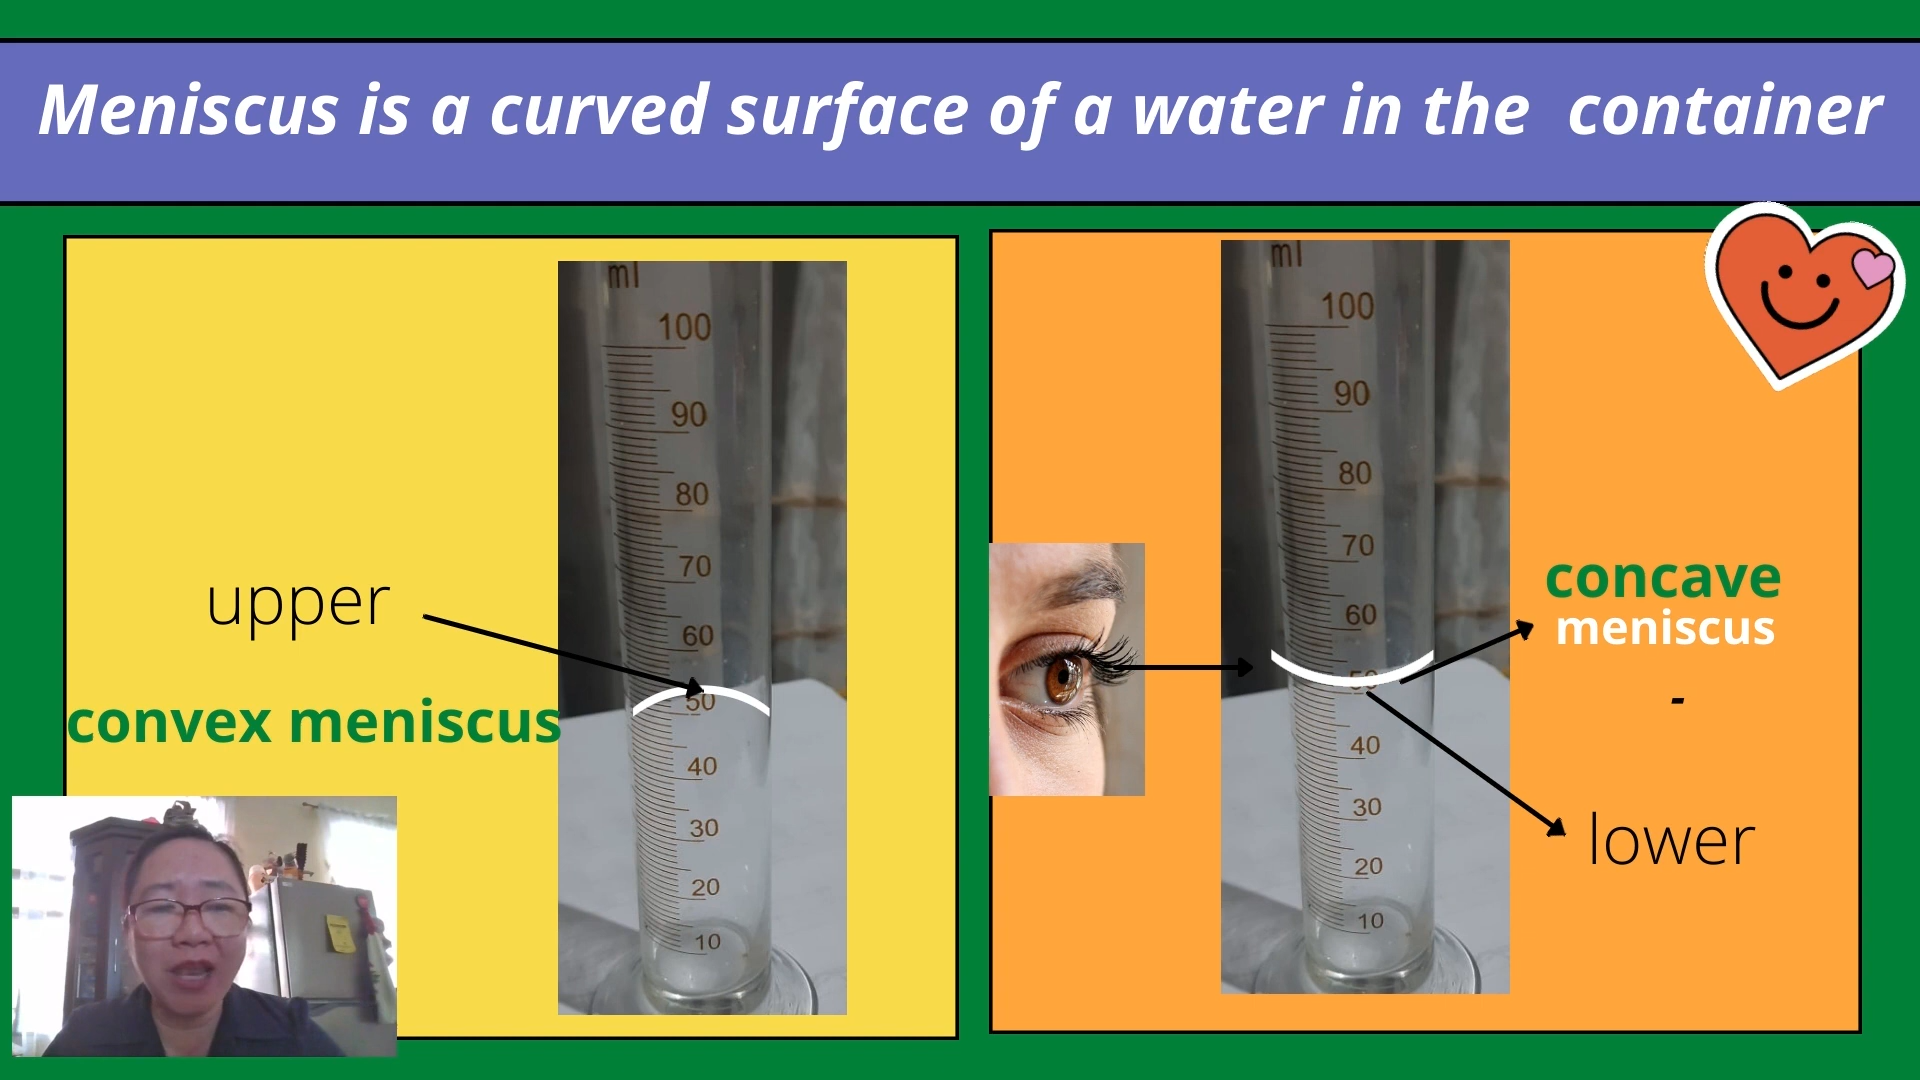 Meniscus is a curved surface of a water in the  container
ml
100
90
80
70
60
50
40
30
20
10
upper
convex meniscus
ml
100
90
80
70
60
50
40
30
20
10
concave
meniscus
-
lower